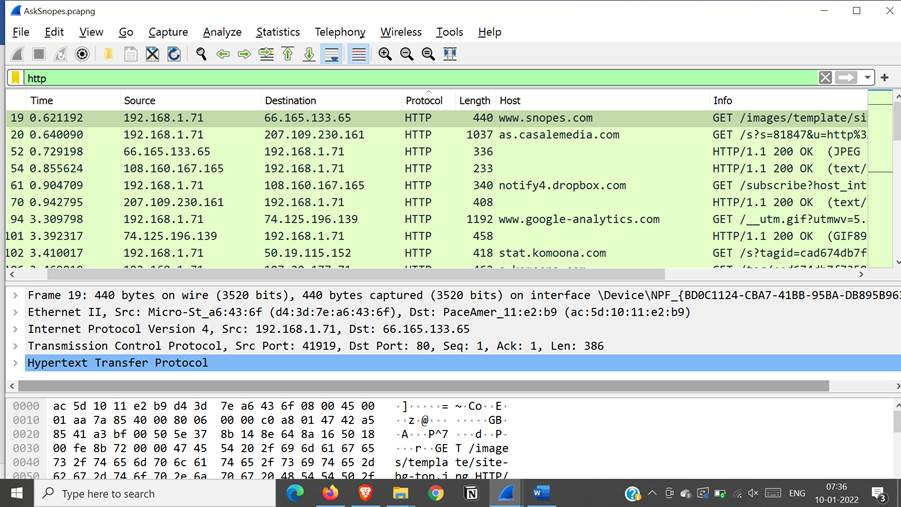 AskSnopes.pcapng
File Edit View Go Capture Analyze Statistics Telephony Wireless Tools Help
http
Time Source Destination Protocol Length Host Info
19 0.621192 192.168.1.71 66.165.133.65 HTTP 440 www.snopes.com GET /images/template/si
20 0.640090 192.168.1.71 207.109.230.161 HTTP 1037 as.casalemedia.com GET /s?s=81847&u=http%3
52 0.729198 66.165.133.65 192.168.1.71 HTTP 336 HTTP/1.1 200 OK (JPEG
54 0.855624 108.160.167.165 192.168.1.71 HTTP 233 HTTP/1.1 200 OK (text/
61 0.904709 192.168.1.71 108.160.167.165 HTTP 340 notify4.dropbox.com GET /subscribe?host_int
70 0.942795 207.109.230.161 192.168.1.71 HTTP 408 HTTP/1.1 200 OK (text/
94 3.309798 192.168.1.71 74.125.196.139 HTTP 1192 www.google-analytics.com GET /__utm.gif?utmwv=5.
101 3.392317 74.125.196.139 192.168.1.71 HTTP 458 HTTP/1.1 200 OK (GIF89
102 3.410017 192.168.1.71 50.19.115.152 HTTP 418 stat.komoona.com GET /s?tagid=cad674db7f
Frame 19: 440 bytes on wire (3520 bits), 440 bytes captured (3520 bits) on interface \Device\NPF_{BD0C1124-CBA7-41BB-95BA-DB895B963
Ethernet II, Src: Micro-St_a6:43:6f (d4:3d:7e:a6:43:6f), Dst: PaceAmer_11:e2:b9 (ac:5d:10:11:e2:b9)
Internet Protocol Version 4, Src: 192.168.1.71, Dst: 66.165.133.65
Transmission Control Protocol, Src Port: 41919, Dst Port: 80, Seq: 1, Ack: 1, Len: 386
Hypertext Transfer Protocol
0000 ac 5d 10 11 e2 b9 d4 3d 7e a6 43 6f 08 00 45 00 ·]·····= ~·Co··E·
0010 01 aa 7a 85 40 00 80 06 00 00 c0 a8 01 47 42 a5 ··z·@··· ·····GB·
0020 85 41 a3 bf 00 50 5e 37 8b 14 8e 64 8a 16 50 18 ·A···P^7 ···d··P·
0030 00 fe 8b 72 00 00 47 45 54 20 2f 69 6d 61 67 65 ···r··GE T /image
0040 73 2f 74 65 6d 70 6c 61 74 65 2f 73 69 74 65 2d s/templa te/site-
0050 62 67 2d 74 6f 70 2e 6a 70 67 20 48 54 54 50 2f bg-top.j pg HTTP/
Type here to search
ENG
07:36
10-01-2022
3